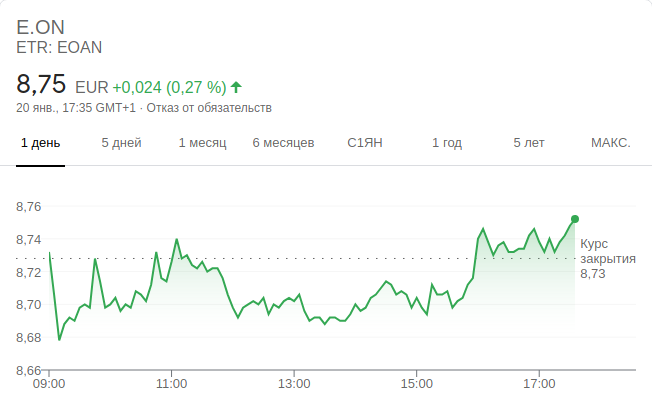 E.ON
ETR: EOAN
8,75 EUR +0,024 (0,27 %)
20 янв., 17:35 GMT+1 · Отказ от обязательств
1 день 5 дней 1 месяц 6 месяцев С1ЯН 1 год 5 лет МАКС.
8,76
8,74
Курс
закрытия
8,73
8,72
8,70
8,68
8,66
09:00 11:00 13:00 15:00 17:00